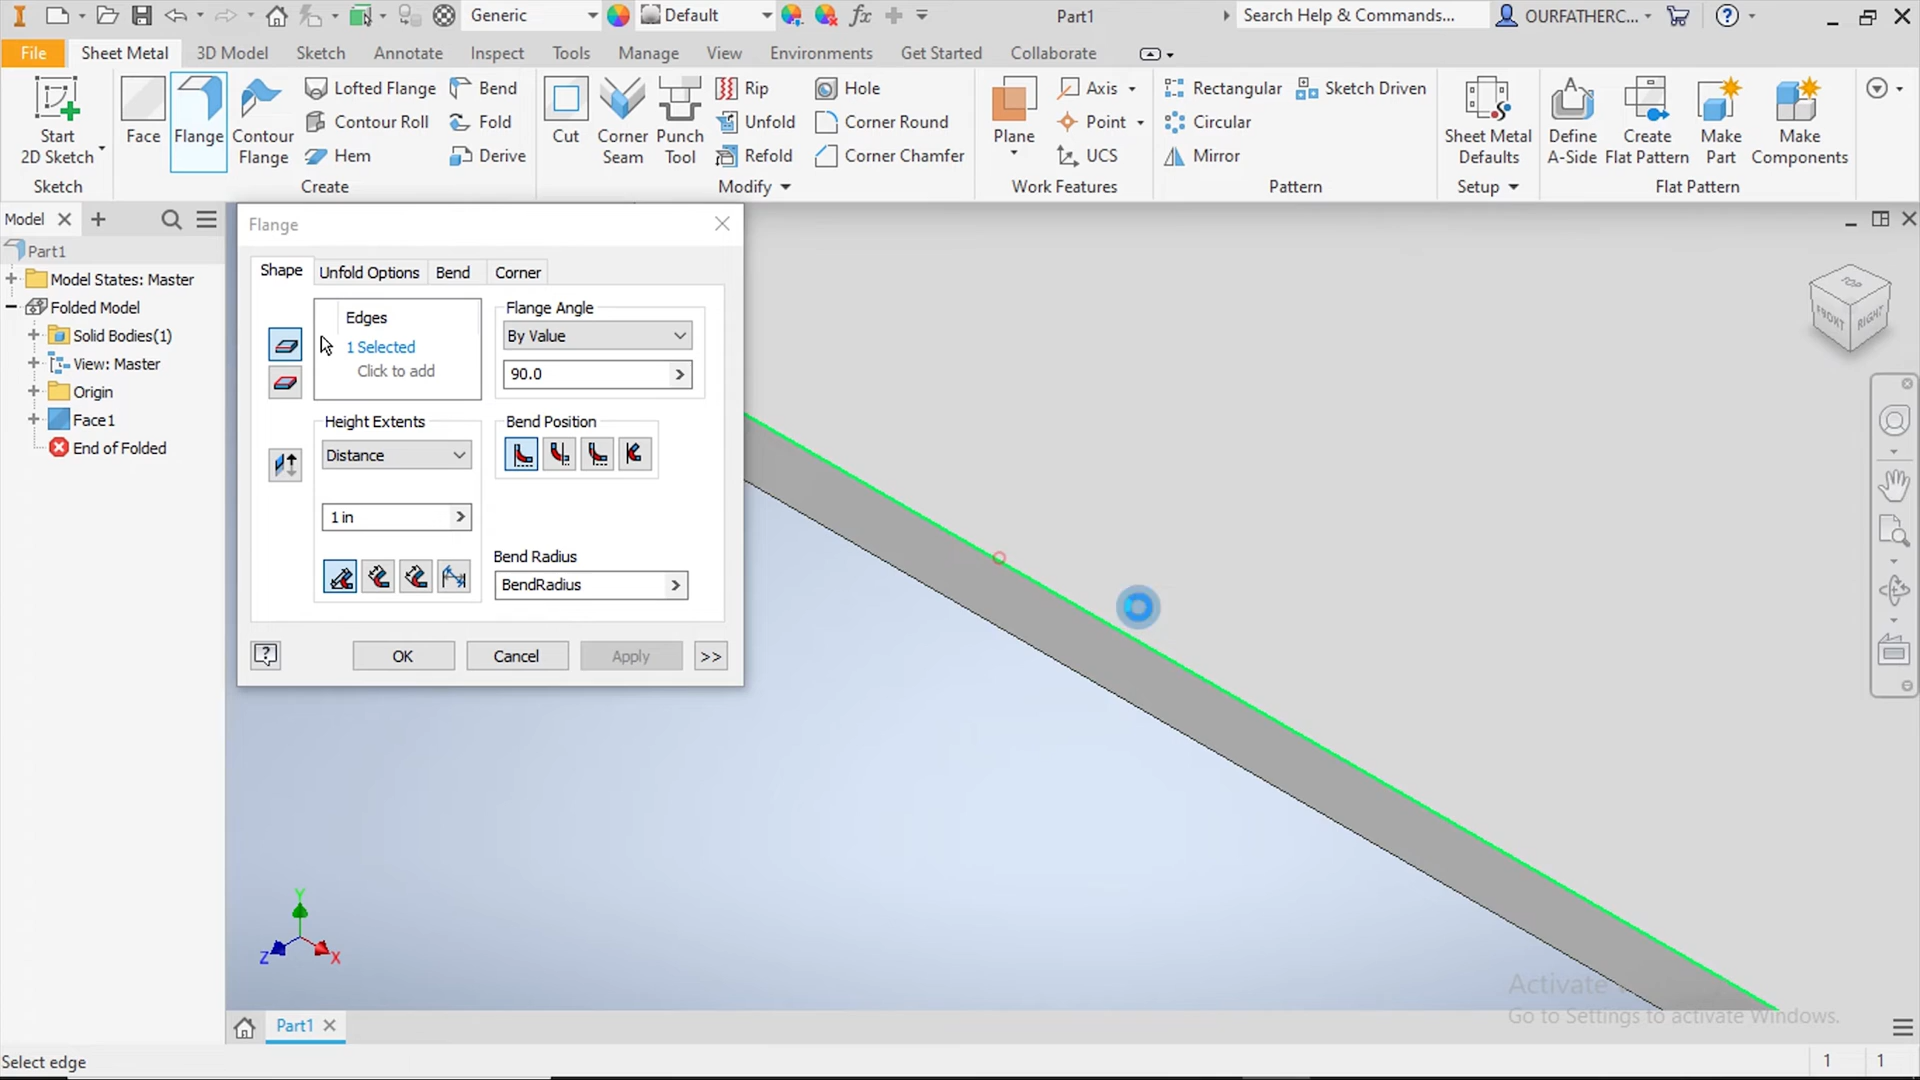 Generic
Default
Part1
Search Help & Commands...
OURFATHERC...
File
Sheet Metal
3D Model
Sketch
Annotate
Inspect
Tools
Manage
View
Environments
Get Started
Collaborate
Start
2D Sketch
Face
Flange
Contour
Flange
Lofted Flange
Contour Roll
Hem
Bend
Fold
Derive
Cut
Corner
Seam
Punch
Tool
Rip
Unfold
Refold
Hole
Corner Round
Corner Chamfer
Plane
Axis
Point
UCS
Rectangular
Circular
Mirror
Sketch Driven
Sheet Metal
Defaults
Define
A-Side
Create
Flat Pattern
Make
Part
Make
Components
Sketch
Create
Modify
Work Features
Pattern
Setup
Flat Pattern
Model
Part1
Model States: Master
Folded Model
Solid Bodies(1)
View: Master
Origin
Face1
End of Folded
Flange
Shape
Unfold Options
Bend
Corner
Edges
1 Selected
Click to add
Flange Angle
By Value
90.0
Height Extents
Distance
1 in
Bend Position
Bend Radius
BendRadius
OK
Cancel
Apply
>>
TOP
FRONT
RIGHT
Y
Z
X
Activate
Go to Settings to activate Windows.
Part1
Select edge
1
1